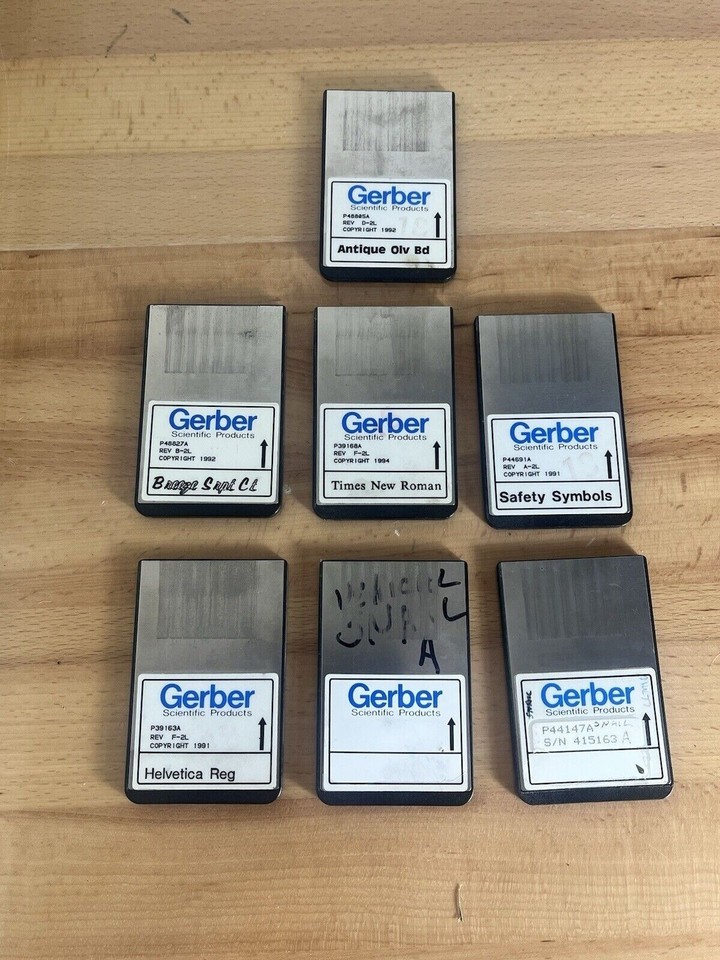 Gerber
Scientific Products
P48805A
REV D-2L
COPYRIGHT 1992
Antique Olv Bd
Gerber
Scientific Products
P48827A
REV B-2L
COPYRIGHT 1992
Breeze Snpt Ct
Gerber
Scientific Products
P39168A
REV F-2L
COPYRIGHT 1994
Times New Roman
Gerber
Scientific Products
P44691A
REV A-2L
COPYRIGHT 1991
Safety Symbols
Gerber
Scientific Products
P39163A
REV F-2L
COPYRIGHT 1991
Helvetica Reg
A
Gerber
Scientific Products
Gerber
Scientific Products
P44147A
S/N 415163 A